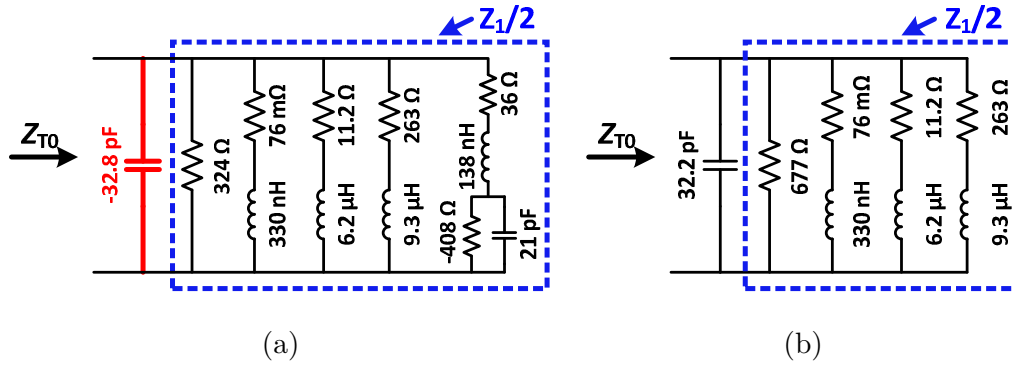 Z1/2
ZT0
-32.8 pF
324 Ω
76 mΩ
330 nH
11.2 Ω
6.2 µH
263 Ω
9.3 µH
36 Ω
138 nH
-408 Ω
21 pF
(a)
Z1/2
ZT0
32.2 pF
677 Ω
76 mΩ
330 nH
11.2 Ω
6.2 µH
263 Ω
9.3 µH
(b)